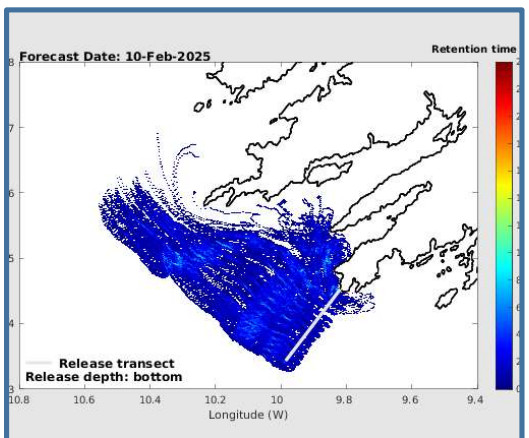 Retention time
Forecast Date: 10-Feb-2025
8
7
6
5
4
3
Release transect
Release depth: bottom
10.8 10.6 10.4 10.2 10 9.8 9.6 9.4
Longitude (W)